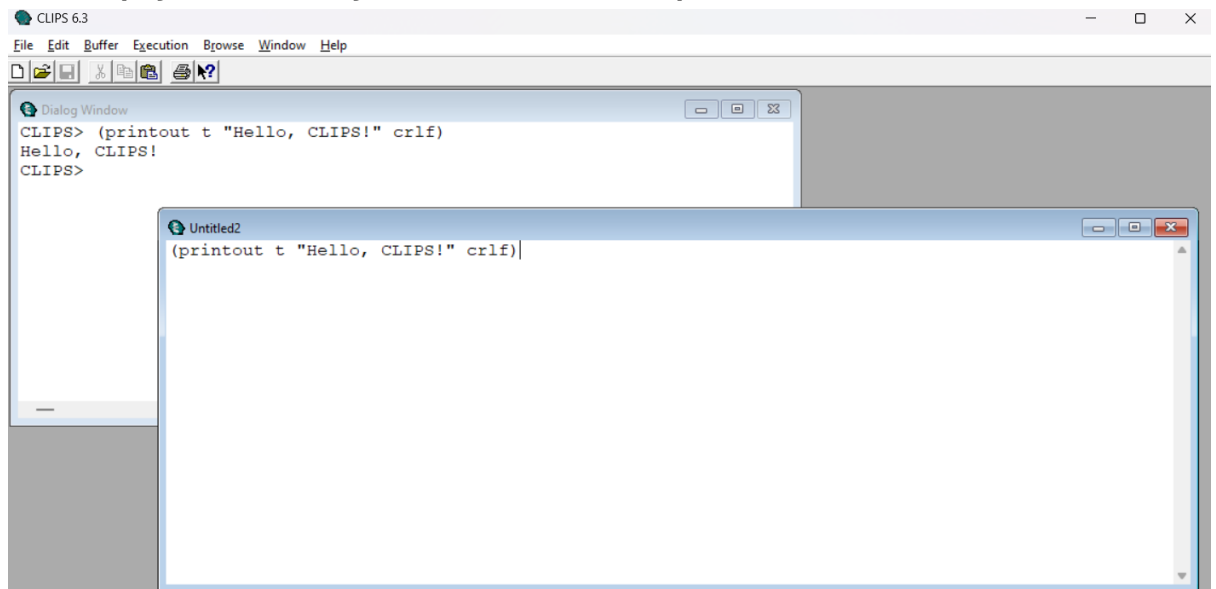 CLIPS 6.3
File Edit Buffer Execution Browse Window Help
Dialog Window
CLIPS> (printout t "Hello, CLIPS!" crlf)
Hello, CLIPS!
CLIPS>
Untitled2
(printout t "Hello, CLIPS!" crlf)